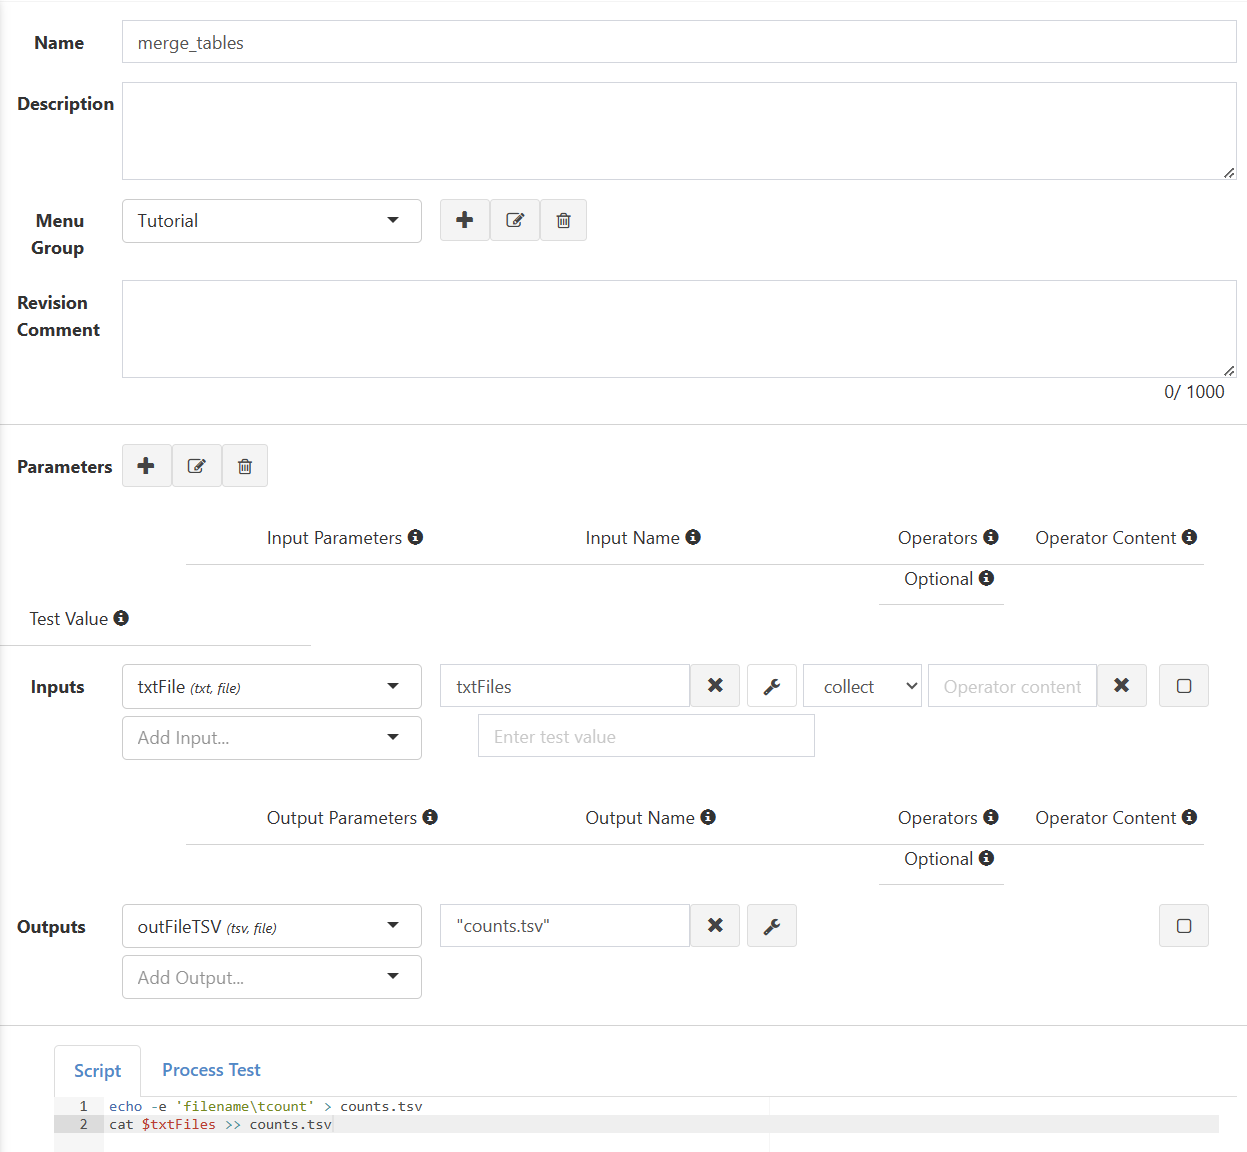 Name
merge_tables
Description
Menu Group
Tutorial
Revision Comment
0/ 1000
Parameters
Input Parameters Input Name Operators Operator Content
Optional
Test Value
Inputs txtFile (txt, file) txtFiles collect Operator content
Add Input... Enter test value
Output Parameters Output Name Operators Operator Content
Optional
Outputs outFileTSV (tsv, file) "counts.tsv"
Add Output...
Script Process Test
1 echo -e 'filename\tcount' > counts.tsv
2 cat $txtFiles >> counts.tsv